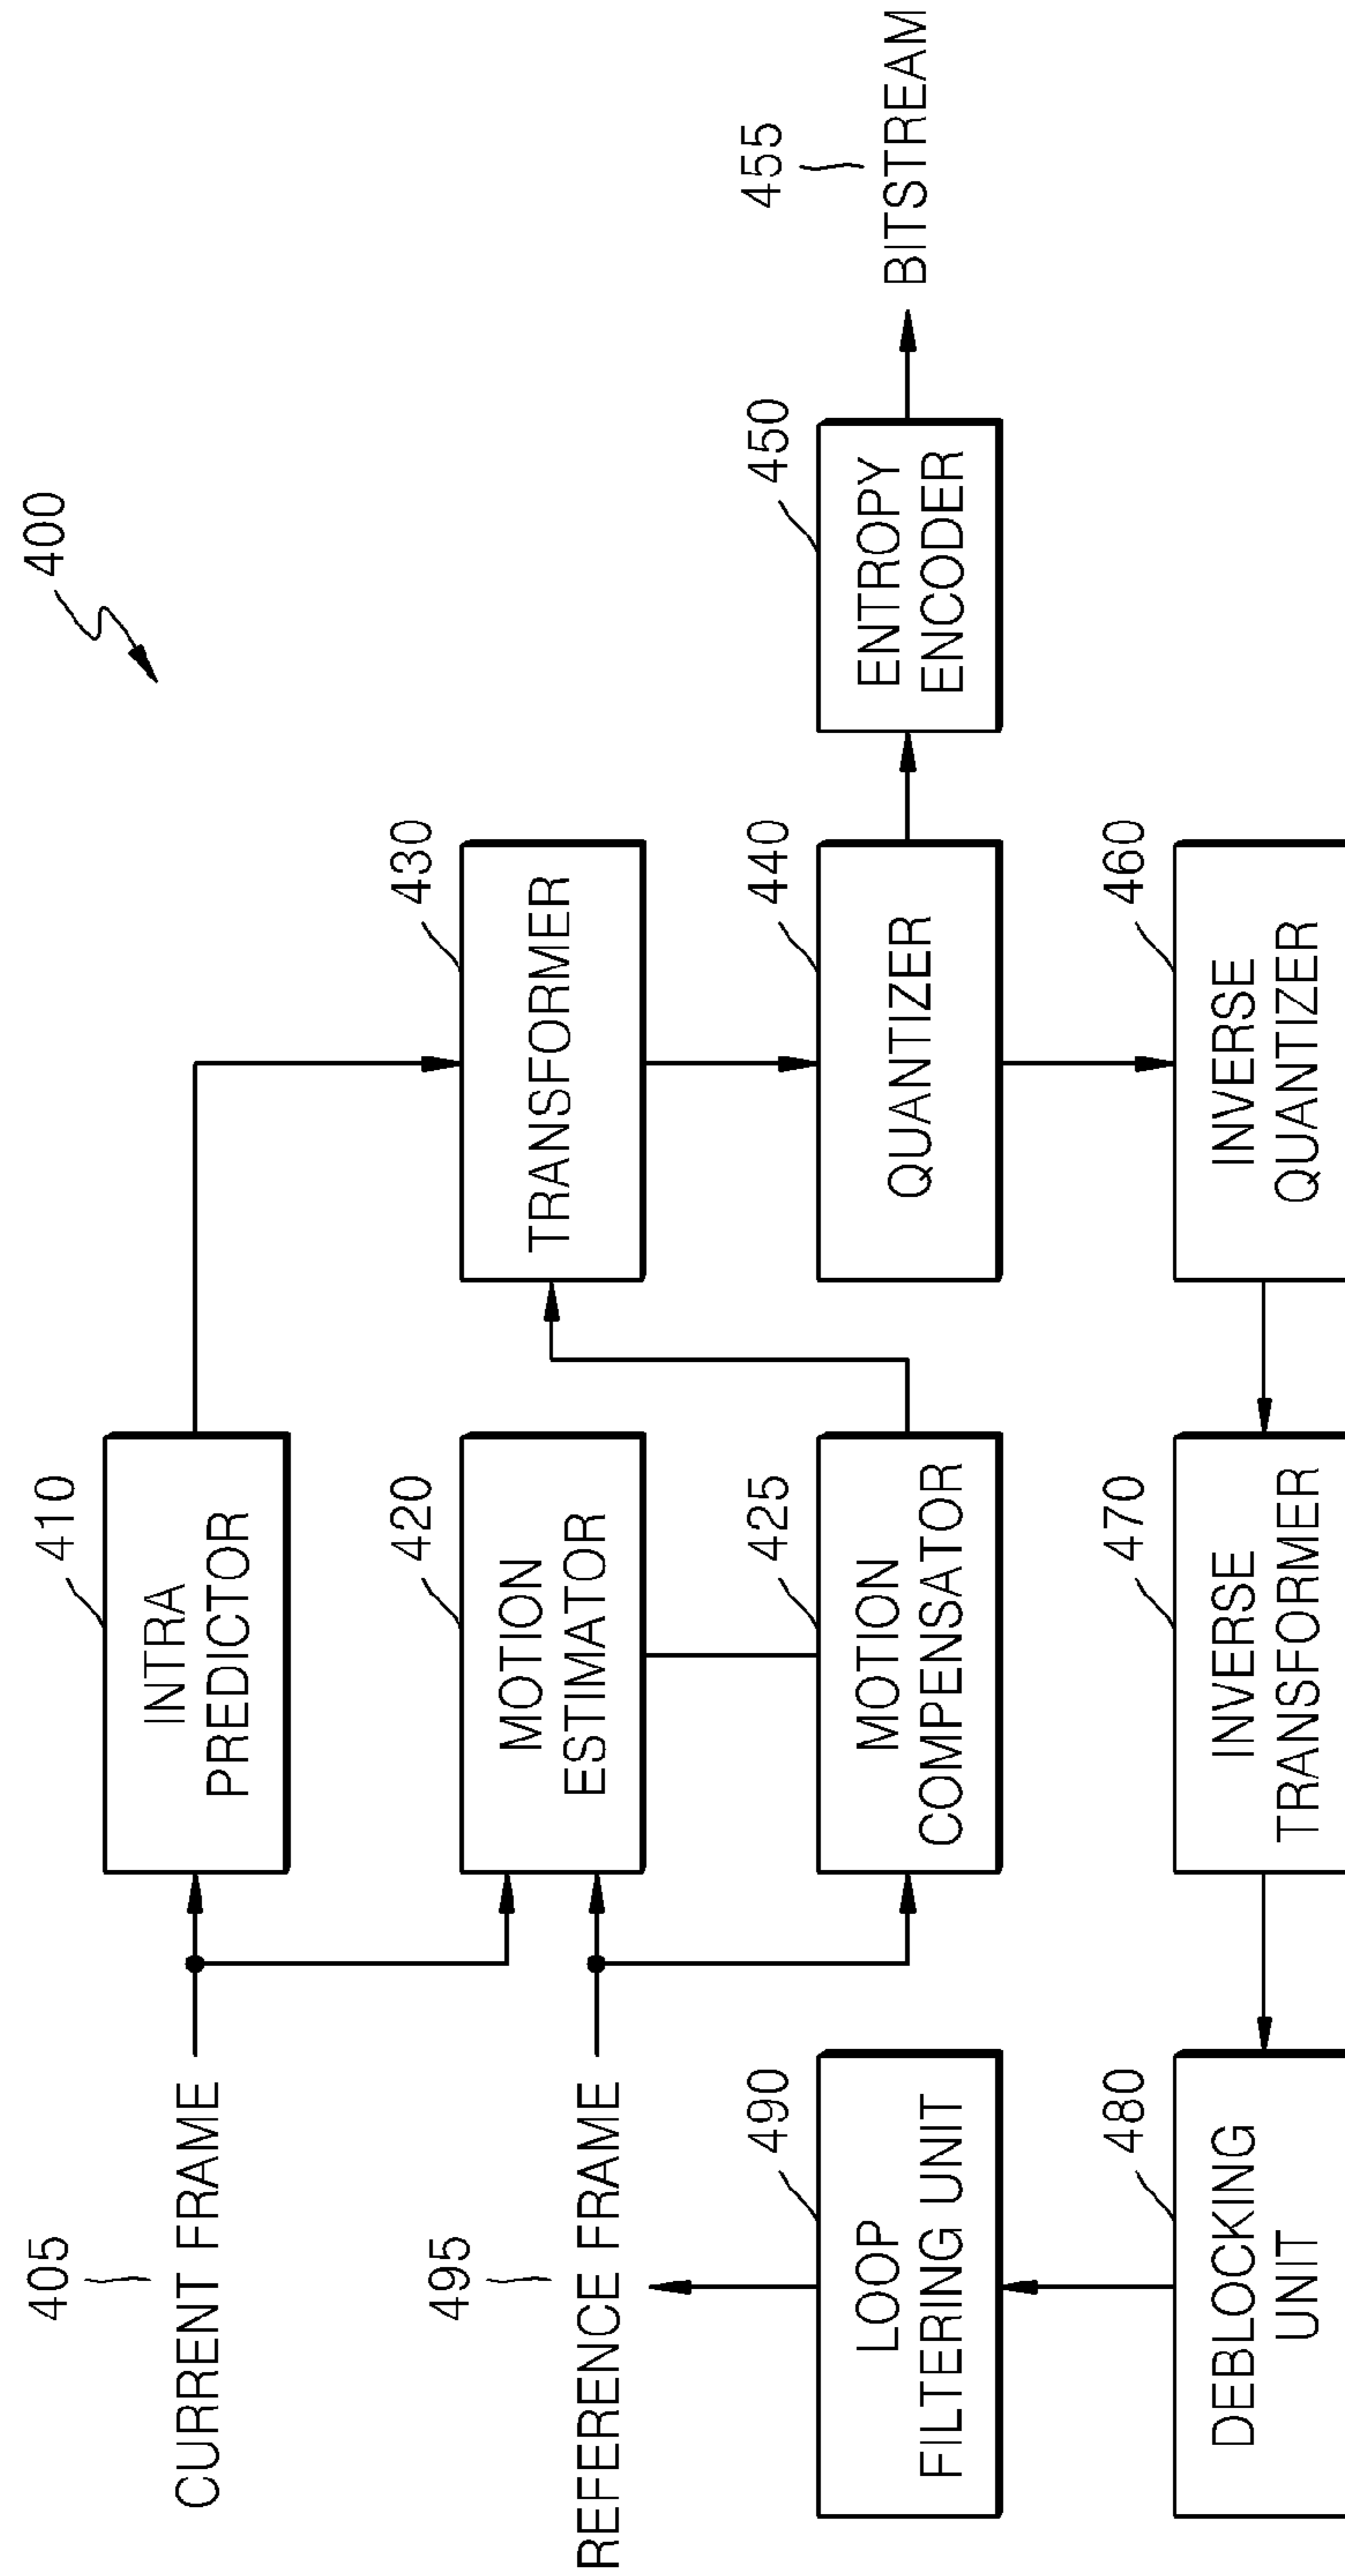 400
405
CURRENT FRAME
410
INTRA
PREDICTOR
430
TRANSFORMER
495
REFERENCE FRAME
420
MOTION
ESTIMATOR
440
QUANTIZER
450
ENTROPY
ENCODER
455
BITSTREAM
490
LOOP
FILTERING UNIT
425
MOTION
COMPENSATOR
460
INVERSE
QUANTIZER
480
DEBLOCKING
UNIT
470
INVERSE
TRANSFORMER